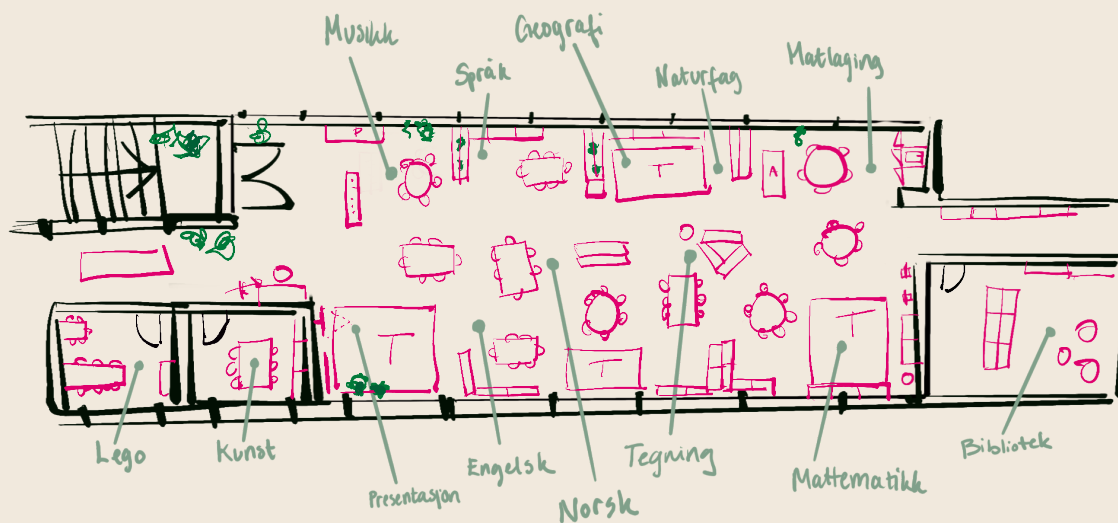 Musikk
Språk
Geografi
Naturfag
Matlaging
T
A
T
T
Lego
Kunst
Presentasjon
Engelsk
Norsk
Tegning
Mattematikk
Bibliotek